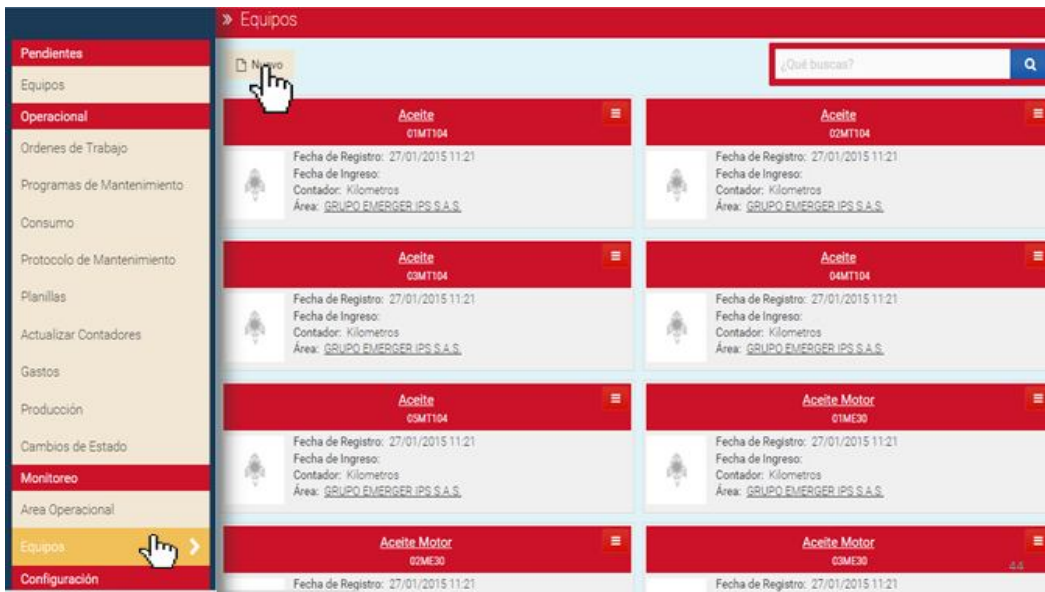 » Equipos
Pendientes
Equipos
Operacional
Ordenes de Trabajo
Programas de Mantenimiento
Consumo
Protocolo de Mantenimiento
Planillas
Actualizar Contadores
Gastos
Producción
Cambios de Estado
Monitoreo
Area Operacional
Equipos
Configuración
Nuevo
¿Qué buscas?
Aceite
01MT104
Fecha de Registro: 27/01/2015 11:21
Fecha de Ingreso:
Contador: Kilometros
Área: GRUPO EMERGER IPS S.A.S.
Aceite
02MT104
Fecha de Registro: 27/01/2015 11:21
Fecha de Ingreso:
Contador: Kilometros
Área: GRUPO EMERGER IPS S.A.S.
Aceite
03MT104
Fecha de Registro: 27/01/2015 11:21
Fecha de Ingreso:
Contador: Kilometros
Área: GRUPO EMERGER IPS S.A.S.
Aceite
04MT104
Fecha de Registro: 27/01/2015 11:21
Fecha de Ingreso:
Contador: Kilometros
Área: GRUPO EMERGER IPS S.A.S.
Aceite
05MT104
Fecha de Registro: 27/01/2015 11:21
Fecha de Ingreso:
Contador: Kilometros
Área: GRUPO EMERGER IPS S.A.S.
Aceite Motor
01ME30
Fecha de Registro: 27/01/2015 11:21
Fecha de Ingreso:
Contador: Kilometros
Área: GRUPO EMERGER IPS S.A.S.
Aceite Motor
02ME30
Fecha de Registro: 27/01/2015 11:21
Aceite Motor
03ME30
Fecha de Registro: 27/01/2015 11:21
44